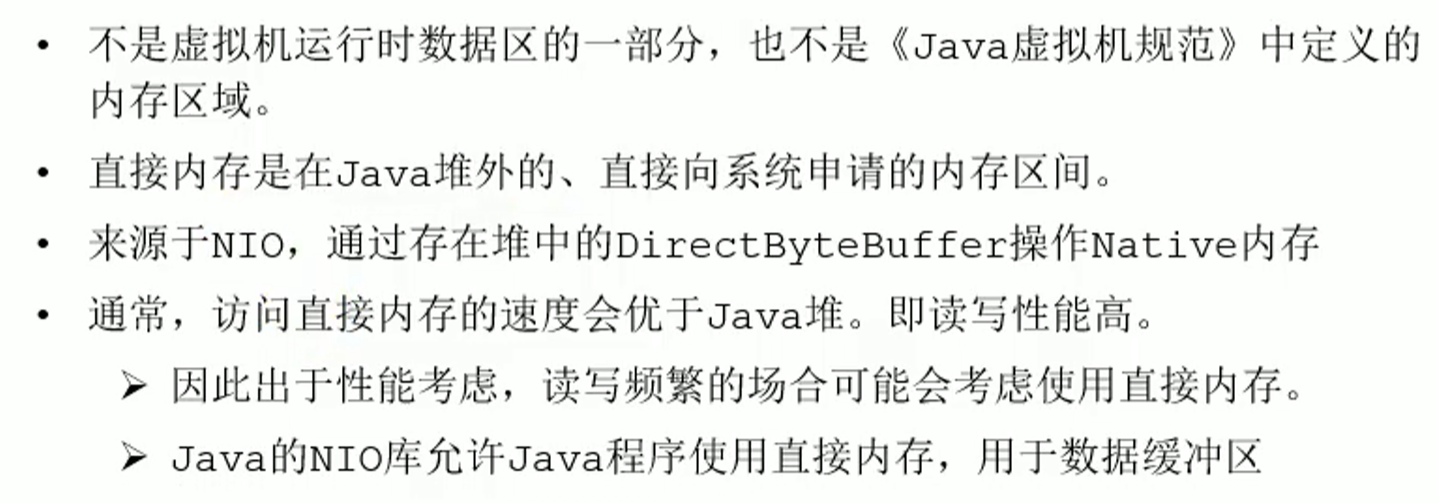 • 不是虚拟机运行时数据区的一部分，也不是《Java虚拟机规范》中定义的
内存区域。
• 直接内存是在Java堆外的、直接向系统申请的内存区间。
• 来源于NIO，通过存在堆中的DirectByteBuffer操作Native内存
• 通常，访问直接内存的速度会优于Java堆。即读写性能高。
➢ 因此出于性能考虑，读写频繁的场合可能会考虑使用直接内存。
➢ Java的NIO库允许Java程序使用直接内存，用于数据缓冲区